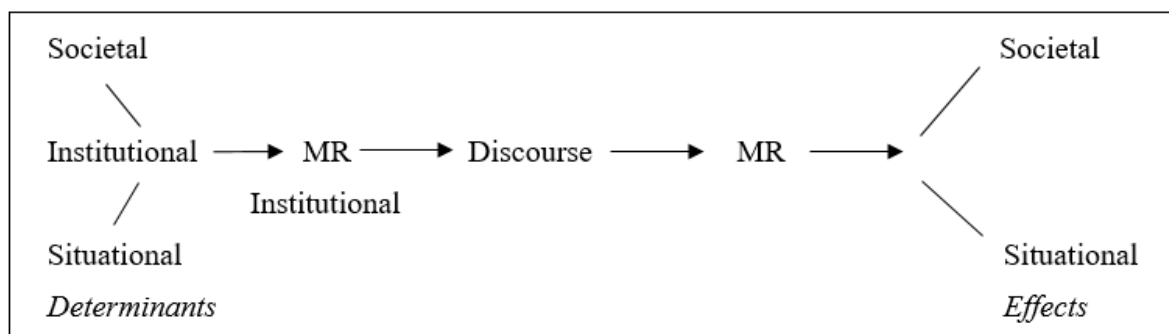 Societal Societal
Institutional MR Discourse MR
Institutional
Situational Situational
Determinants Effects